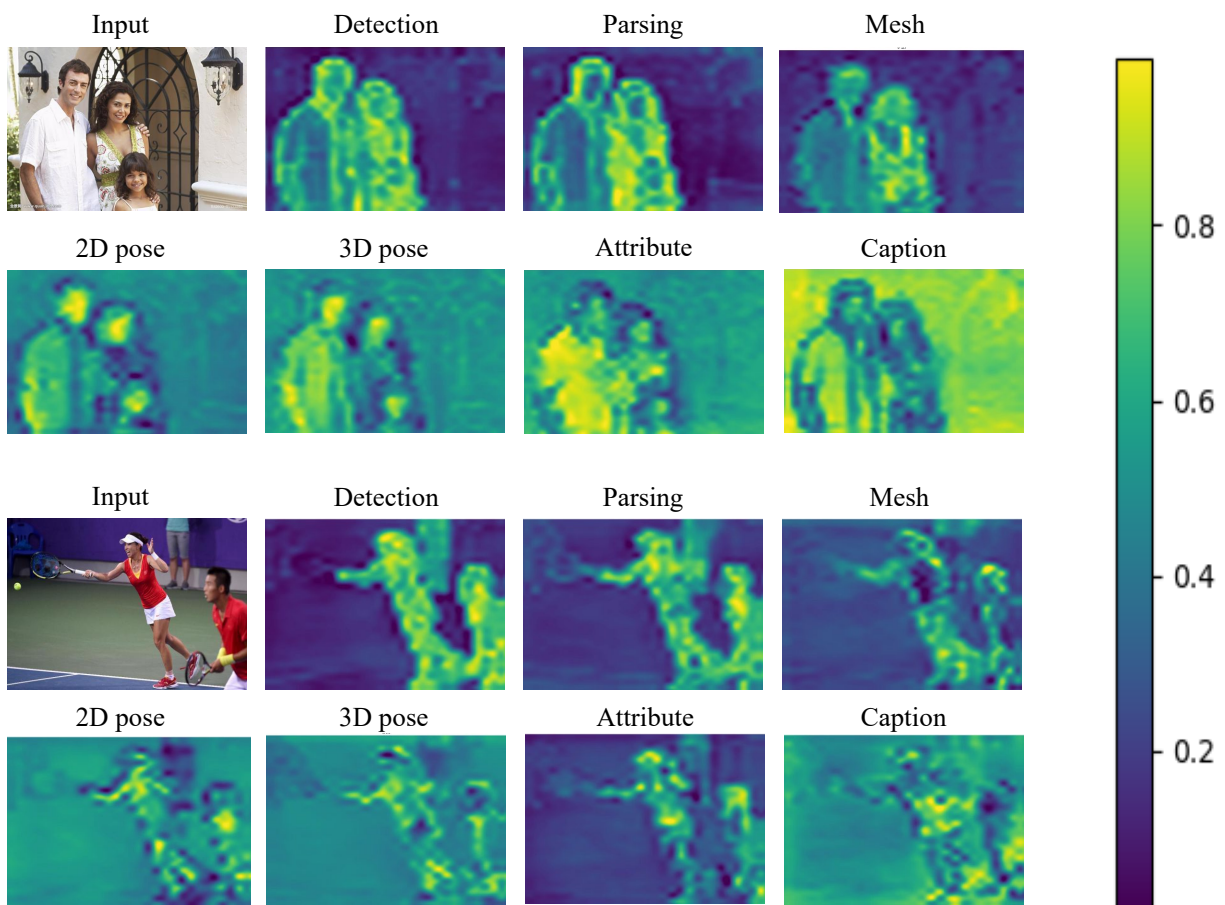 Input Detection Parsing Mesh
2D pose 3D pose Attribute Caption
Input Detection Parsing Mesh
2D pose 3D pose Attribute Caption
0.8
0.6
0.4
0.2